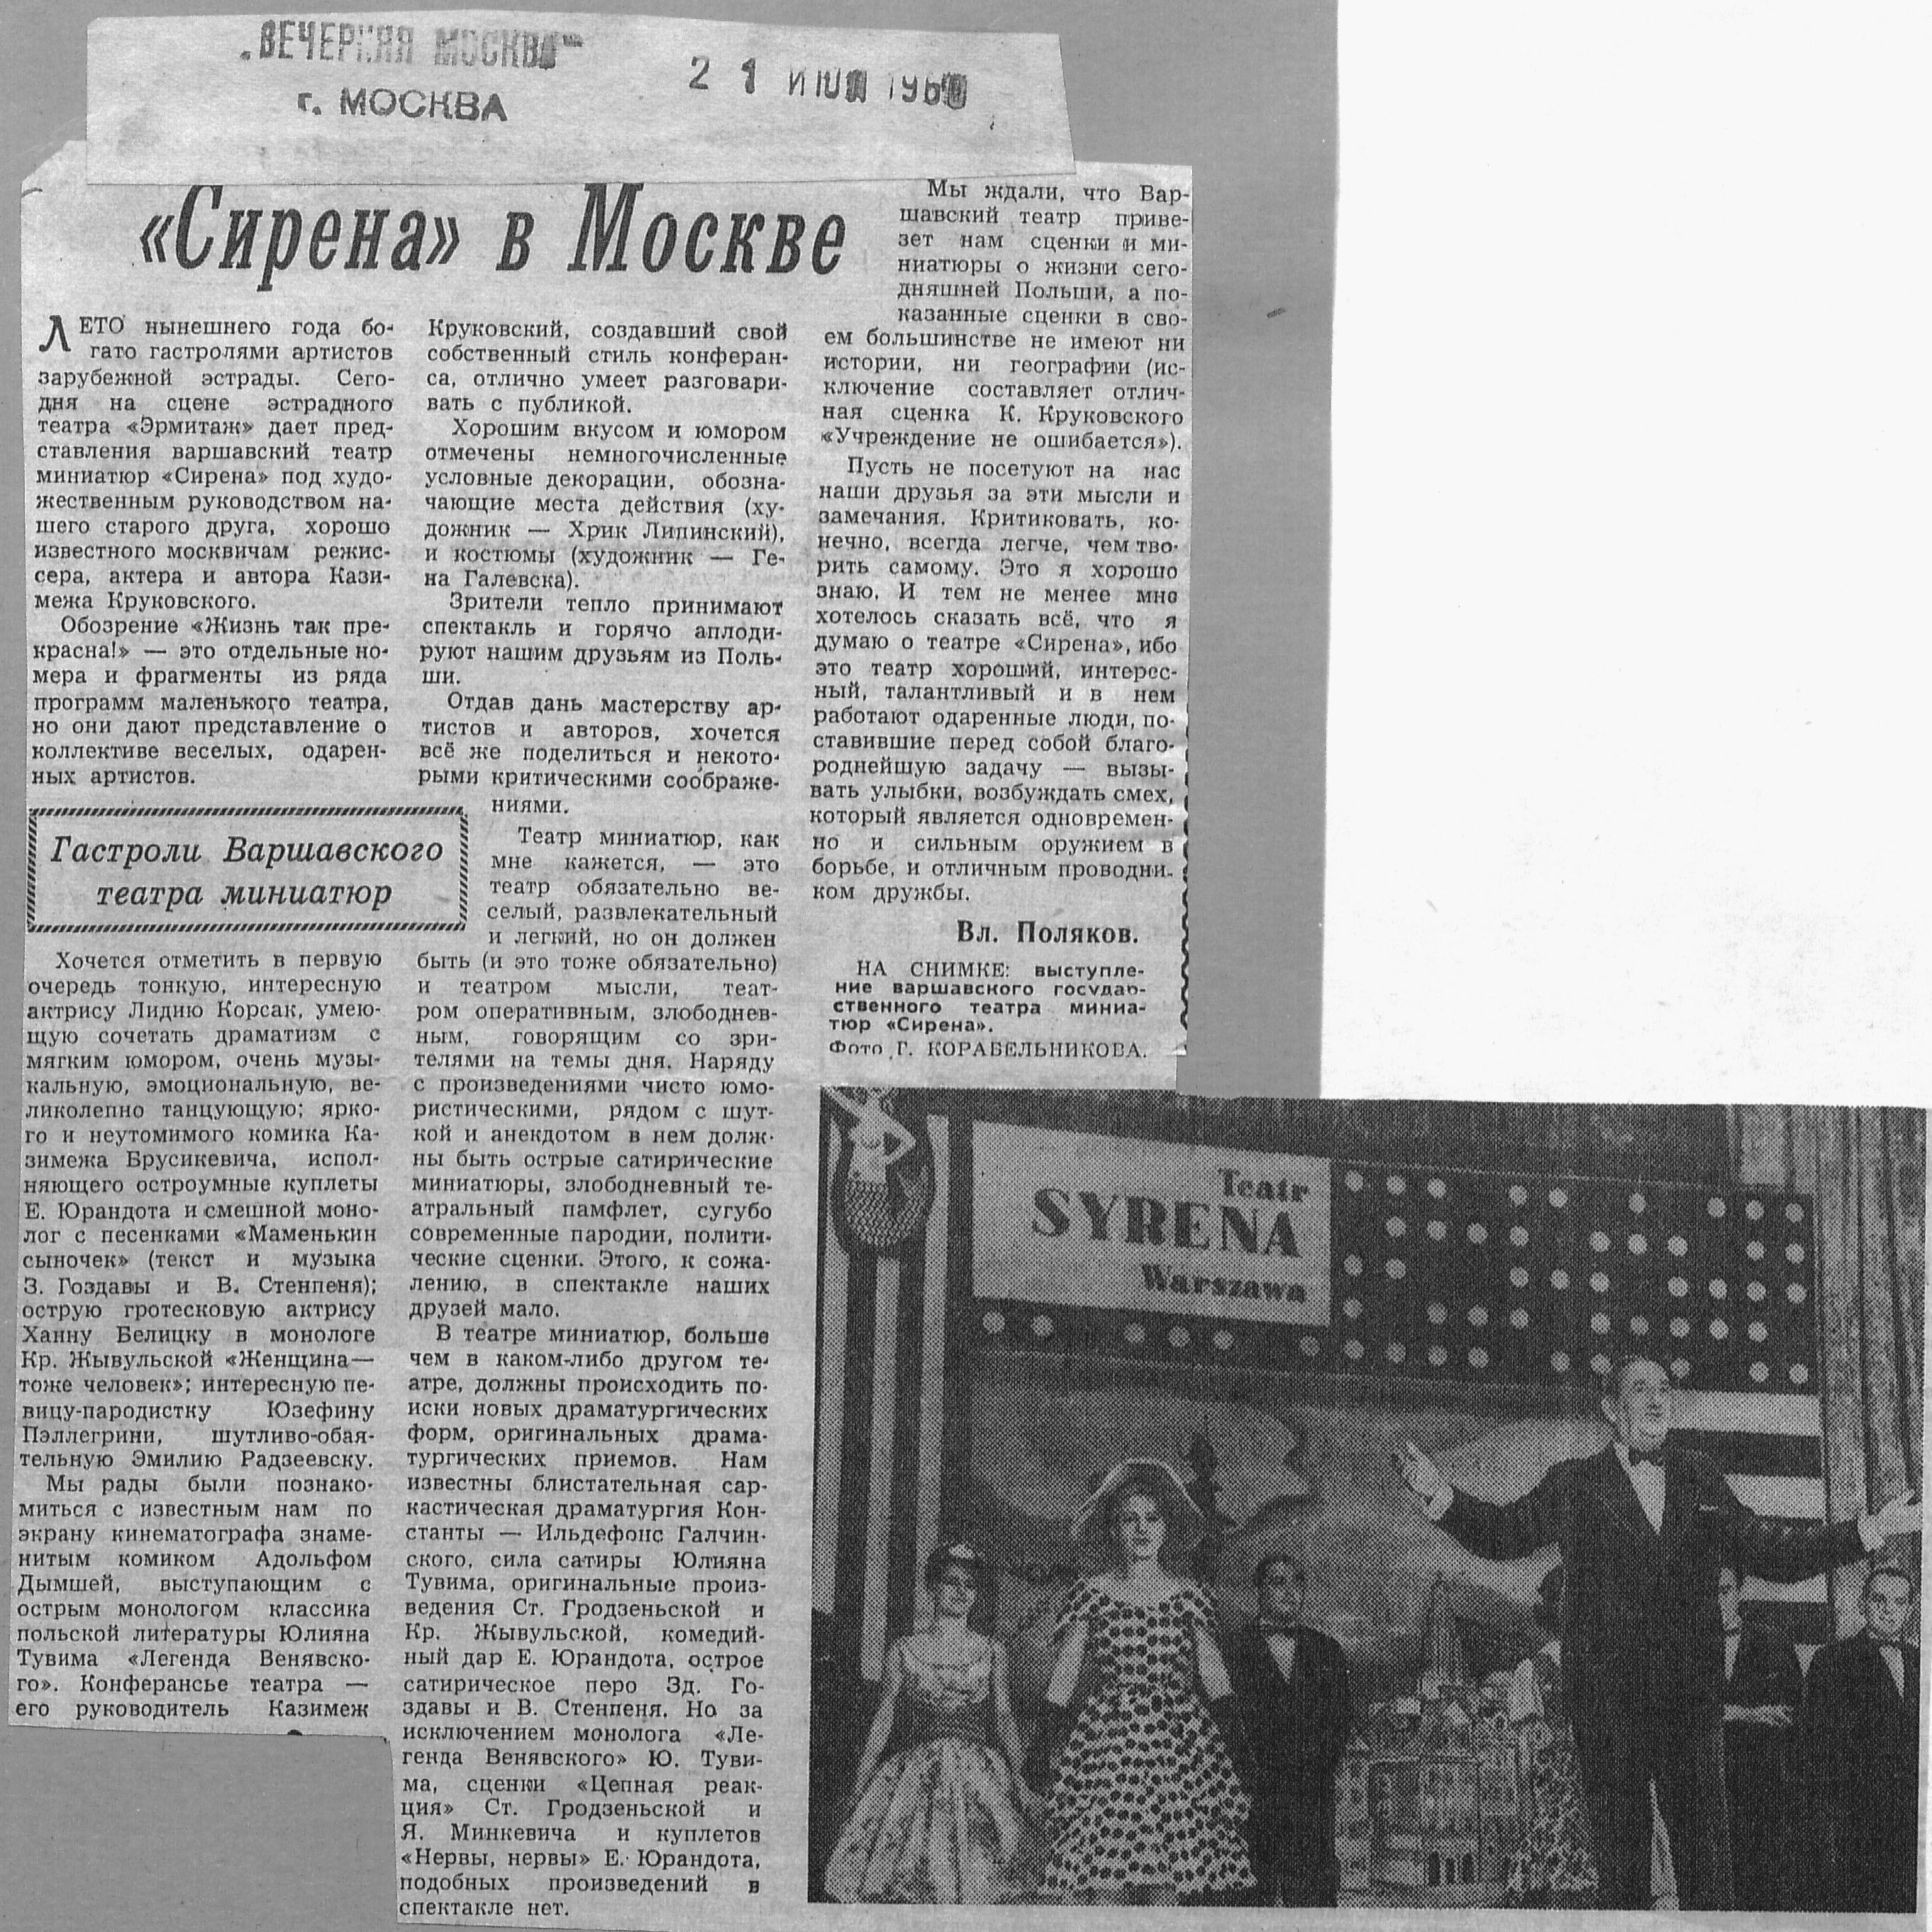 „ВЕЧЕРНЯЯ МОСКВА“
г. МОСКВА
21 ИЮЛ 1960
«Сирена» в Москве
ЛЕТО нынешнего года бо-
гато гастролями артистов
зарубежной эстрады. Сего-
дня на сцене эстрадного
театра «Эрмитаж» дает пред-
ставления варшавский театр
миниатюр «Сирена» под худо-
жественным руководством на-
шего старого друга, хорошо
известного москвичам режис-
сера, актера и автора Кази-
межа Круковского.
Обозрение «Жизнь так пре-
красна!» — это отдельные но-
мера и фрагменты из ряда
программ маленького театра,
но они дают представление о
коллективе веселых, одарен-
ных артистов.
Гастроли Варшавского
театра миниатюр
Хочется отметить в первую
очередь тонкую, интересную
актрису Лидию Корсак, умею-
щую сочетать драматизм с
мягким юмором, очень музы-
кальную, эмоциональную, ве-
ликолепно танцующую; ярко-
го и неутомимого комика Ка-
зимежа Брусикевича, испол-
няющего остроумные куплеты
Е. Юрандота и смешной моно-
лог с песенками «Маменькин
сыночек» (текст и музыка
З. Гоздавы и В. Стенпеня);
острую гротесковую актрису
Ханну Белицку в монологе
Кр. Жывульской «Женщина—
тоже человек»; интересную пе-
вицу-пародистку Юзефину
Пэллегрини, шутливо-обая-
тельную Эмилию Радзеевску.
Мы рады были познако-
миться с известным нам по
экрану кинематографа знаме-
нитым комиком Адольфом
Дымшей, выступающим с
острым монологом классика
польской литературы Юлияна
Тувима «Легенда Венявско-
го». Конферансье театра —
его руководитель Казимеж
Круковский, создавший свой
собственный стиль конферан-
са, отлично умеет разговари-
вать с публикой.
Хорошим вкусом и юмором
отмечены немногочисленные
условные декорации, обозна-
чающие места действия (ху-
дожник — Хрик Липинский),
и костюмы (художник — Ге-
на Галевска).
Зрители тепло принимают
спектакль и горячо аплоди-
руют нашим друзьям из Поль-
ши.
Отдав дань мастерству ар-
тистов и авторов, хочется
всё же поделиться и некото-
рыми критическими соображе-
ниями.
Театр миниатюр, как
мне кажется, — это
театр обязательно ве-
селый, развлекательный
и легкий, но он должен
быть (и это тоже обязательно)
и театром мысли, теат-
ром оперативным, злободнев-
ным, говорящим со зри-
телями на темы дня. Наряду
с произведениями чисто юмо-
ристическими, рядом с шут-
кой и анекдотом в нем долж-
ны быть острые сатирические
миниатюры, злободневный те-
атральный памфлет, сугубо
современные пародии, полити-
ческие сценки. Этого, к сожа-
лению, в спектакле наших
друзей мало.
В театре миниатюр, больше
чем в каком-либо другом те-
атре, должны происходить по-
иски новых драматургических
форм, оригинальных драма-
тургических приемов. Нам
известны блистательная сар-
кастическая драматургия Кон-
станты — Ильдефонс Галчин-
ского, сила сатиры Юлияна
Тувима, оригинальные произ-
ведения Ст. Гродзеньской и
Кр. Жывульской, комедий-
ный дар Е. Юрандота, острое
сатирическое перо Зд. Го-
здавы и В. Стенпеня. Но за
исключением монолога «Ле-
генда Венявского» Ю. Туви-
ма, сценки «Цепная реак-
ция» Ст. Гродзеньской и
Я. Минкевича и куплетов
«Нервы, нервы» Е. Юрандота,
подобных произведений в
спектакле нет.
Мы ждали, что Вар-
шавский театр приве-
зет нам сценки и ми-
ниатюры о жизни сего-
дняшней Польши, а по-
казанные сценки в сво-
ем большинстве не имеют ни
истории, ни географии (ис-
ключение составляет отлич-
ная сценка К. Круковского
«Учреждение не ошибается»).
Пусть не посетуют на нас
наши друзья за эти мысли и
замечания. Критиковать, ко-
нечно, всегда легче, чем тво-
рить самому. Это я хорошо
знаю. И тем не менее мне
хотелось сказать всё, что я
думаю о театре «Сирена», ибо
это театр хороший, интерес-
ный, талантливый и в нем
работают одаренные люди, по-
ставившие перед собой благо-
роднейшую задачу — вызы-
вать улыбки, возбуждать смех,
который является одновремен-
но и сильным оружием в
борьбе, и отличным проводни-
ком дружбы.
Вл. Поляков.
НА СНИМКЕ: выступле-
ние варшавского государ-
ственного театра миниа-
тюр «Сирена».
Фото Г. КОРАБЕЛЬНИКОВА.
Teatr
SYRENA
Warszawa